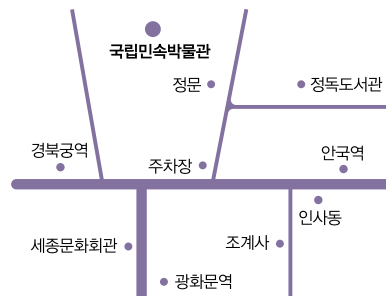 국립민속박물관
정문
정독도서관
경복궁역
주차장
안국역
인사동
세종문화회관
조계사
광화문역